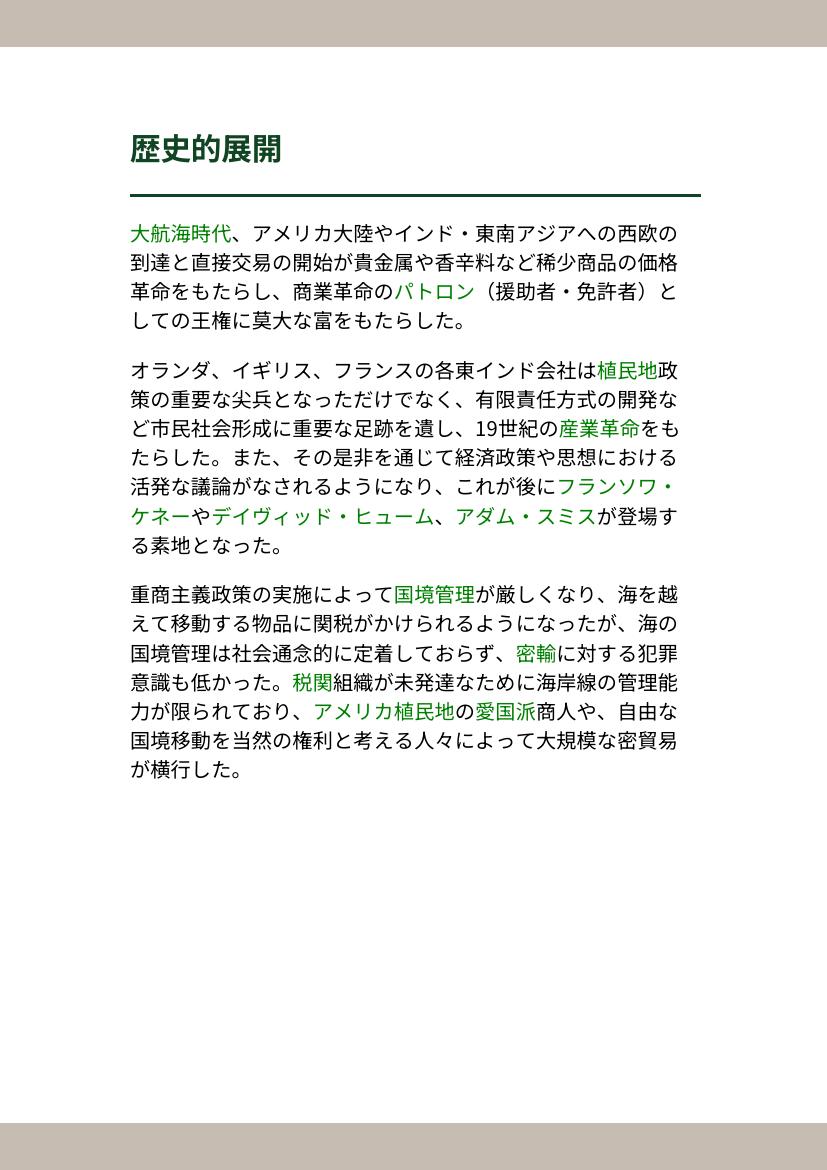 歴史的展開
大航海時代、アメリカ大陸やインド・東南アジアへの西欧の
到達と直接交易の開始が貴金属や香辛料など稀少商品の価格
革命をもたらし、商業革命のパトロン（援助者・免許者）と
しての王権に莫大な富をもたらした。
オランダ、イギリス、フランスの各東インド会社は植民地政
策の重要な尖兵となっただけでなく、有限責任方式の開発な
ど市民社会形成に重要な足跡を遺し、19世紀の産業革命をも
たらした。また、その是非を通じて経済政策や思想における
活発な議論がなされるようになり、これが後にフランソワ・
ケネーやデイヴィッド・ヒューム、アダム・スミスが登場す
る素地となった。
重商主義政策の実施によって国境管理が厳しくなり、海を越
えて移動する物品に関税がかけられるようになったが、海の
国境管理は社会通念的に定着しておらず、密輸に対する犯罪
意識も低かった。税関組織が未発達なために海岸線の管理能
力が限られており、アメリカ植民地の愛国派商人や、自由な
国境移動を当然の権利と考える人々によって大規模な密貿易
が横行した。